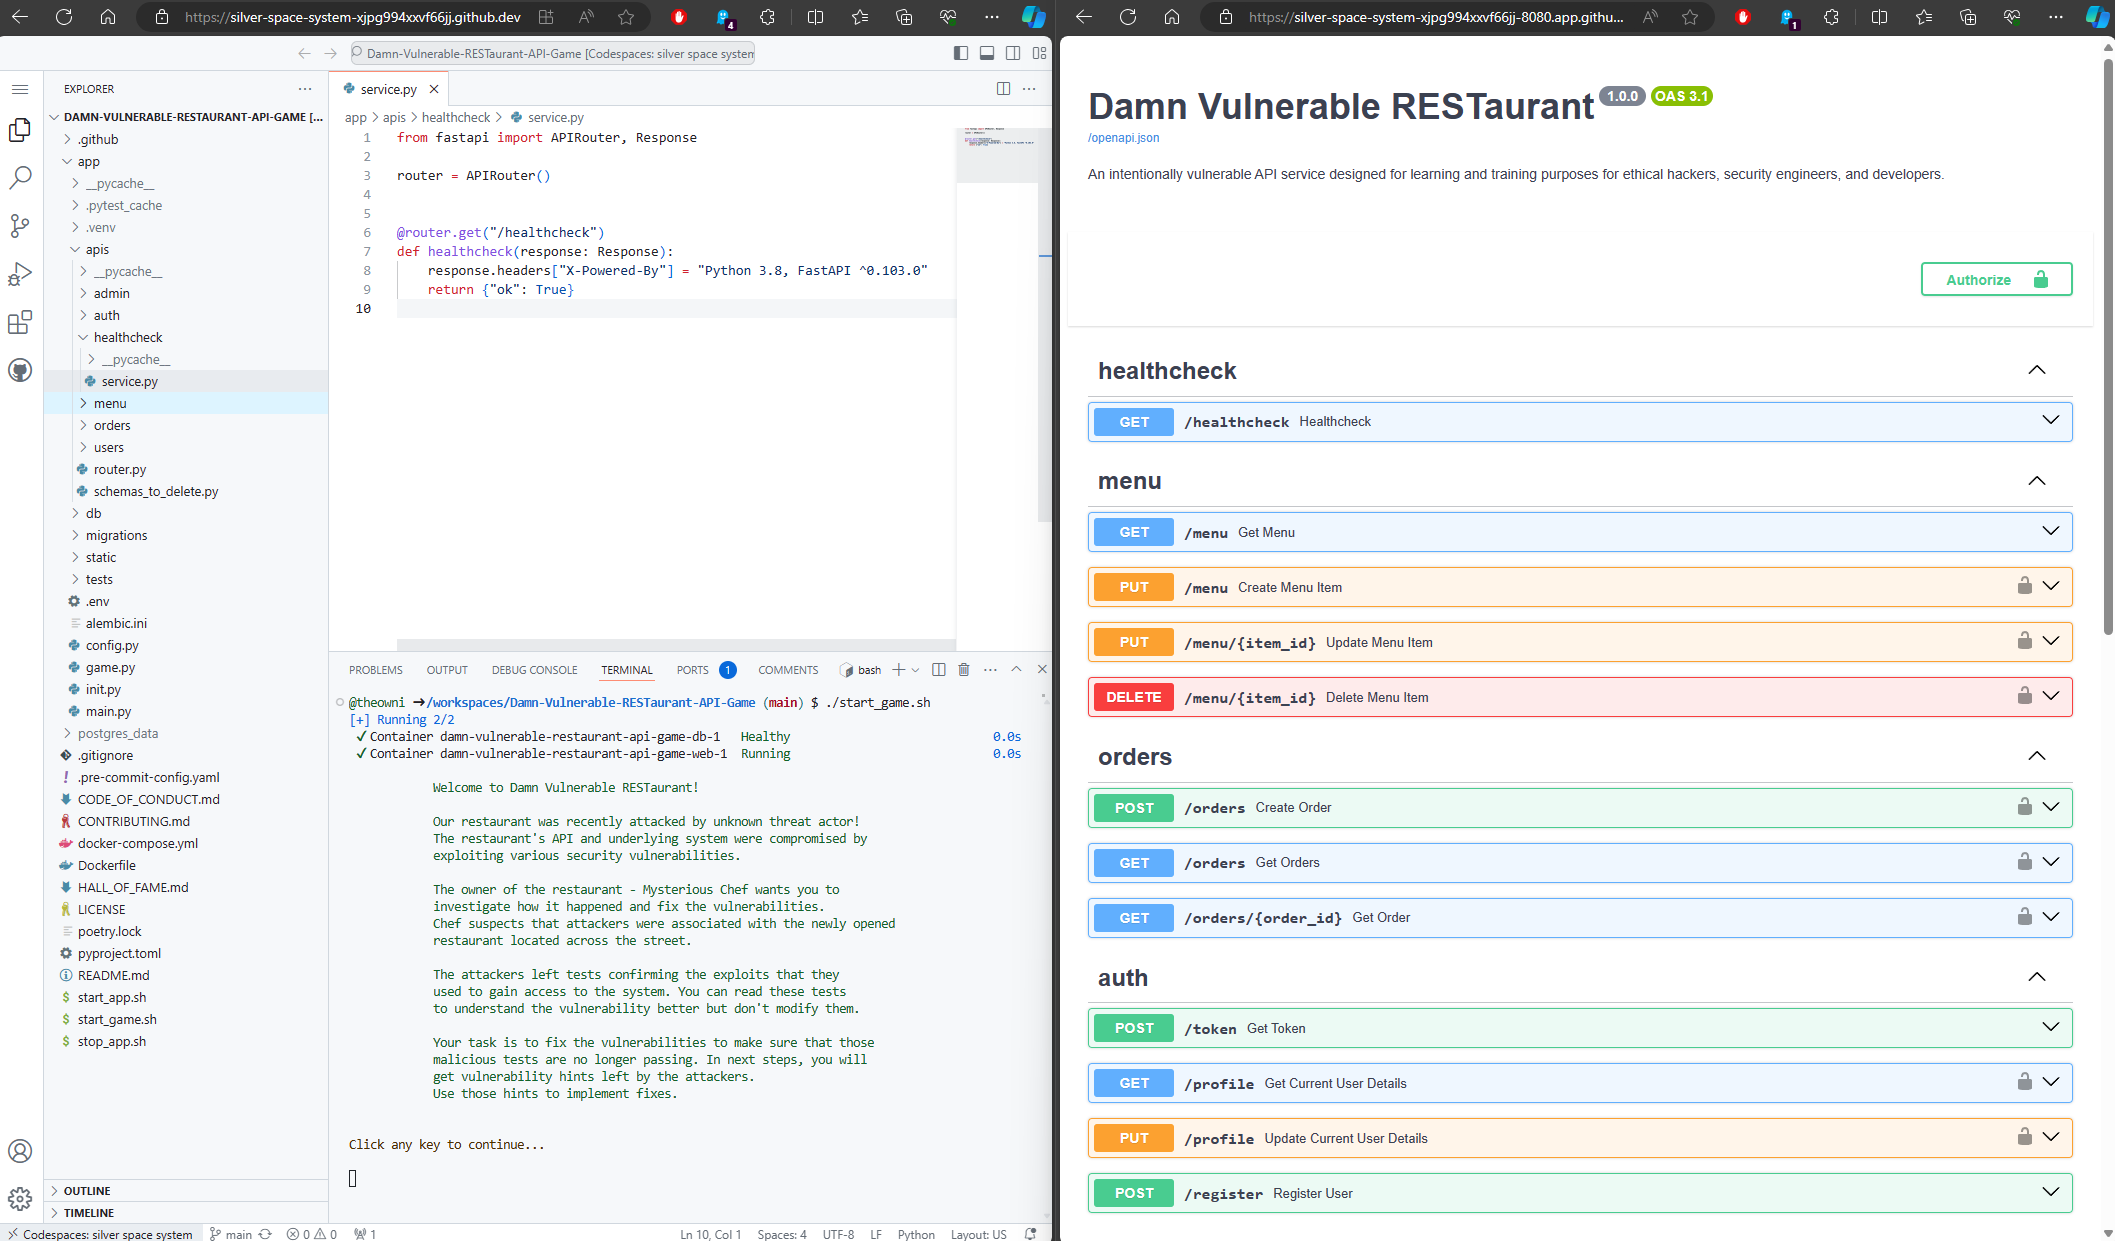 https://silver-space-system-xjpg994xxvf66jj.github.dev
4
Damn-Vulnerable-RESTaurant-API-Game [Codespaces: silver space system
EXPLORER
DAMN-VULNERABLE-RESTAURANT-API-GAME [...
.github
app
__pycache__
.pytest_cache
.venv
apis
__pycache__
admin
auth
healthcheck
__pycache__
service.py
menu
orders
users
router.py
schemas_to_delete.py
db
migrations
static
tests
.env
alembic.ini
config.py
game.py
init.py
main.py
postgres_data
.gitignore
.pre-commit-config.yaml
CODE_OF_CONDUCT.md
CONTRIBUTING.md
docker-compose.yml
Dockerfile
HALL_OF_FAME.md
LICENSE
poetry.lock
pyproject.toml
README.md
start_app.sh
start_game.sh
stop_app.sh
OUTLINE
TIMELINE
service.py
app > apis > healthcheck > service.py
1 from fastapi import APIRouter, Response
2
3 router = APIRouter()
4
5
6 @router.get("/healthcheck")
7 def healthcheck(response: Response):
8 response.headers["X-Powered-By"] = "Python 3.8, FastAPI ^0.103.0"
9 return {"ok": True}
10
PROBLEMS OUTPUT DEBUG CONSOLE TERMINAL PORTS 1 COMMENTS bash
@theowni ➜/workspaces/Damn-Vulnerable-RESTaurant-API-Game (main) $ ./start_game.sh
[+] Running 2/2
✓ Container damn-vulnerable-restaurant-api-game-db-1 Healthy 0.0s
✓ Container damn-vulnerable-restaurant-api-game-web-1 Running 0.0s
Welcome to Damn Vulnerable RESTaurant!
Our restaurant was recently attacked by unknown threat actor!
The restaurant's API and underlying system were compromised by
exploiting various security vulnerabilities.
The owner of the restaurant - Mysterious Chef wants you to
investigate how it happened and fix the vulnerabilities.
Chef suspects that attackers were associated with the newly opened
restaurant located across the street.
The attackers left tests confirming the exploits that they
used to gain access to the system. You can read these tests
to understand the vulnerability better but don't modify them.
Your task is to fix the vulnerabilities to make sure that those
malicious tests are no longer passing. In next steps, you will
get vulnerability hints left by the attackers.
Use those hints to implement fixes.
Click any key to continue...
Codespaces: silver space system main 0 0 1 Ln 10, Col 1 Spaces: 4 UTF-8 LF Python Layout: US
https://silver-space-system-xjpg994xxvf66jj-8080.app.githu...
1
Damn Vulnerable RESTaurant 1.0.0 OAS 3.1
/openapi.json
An intentionally vulnerable API service designed for learning and training purposes for ethical hackers, security engineers, and developers.
Authorize
healthcheck
GET /healthcheck Healthcheck
menu
GET /menu Get Menu
PUT /menu Create Menu Item
PUT /menu/{item_id} Update Menu Item
DELETE /menu/{item_id} Delete Menu Item
orders
POST /orders Create Order
GET /orders Get Orders
GET /orders/{order_id} Get Order
auth
POST /token Get Token
GET /profile Get Current User Details
PUT /profile Update Current User Details
POST /register Register User